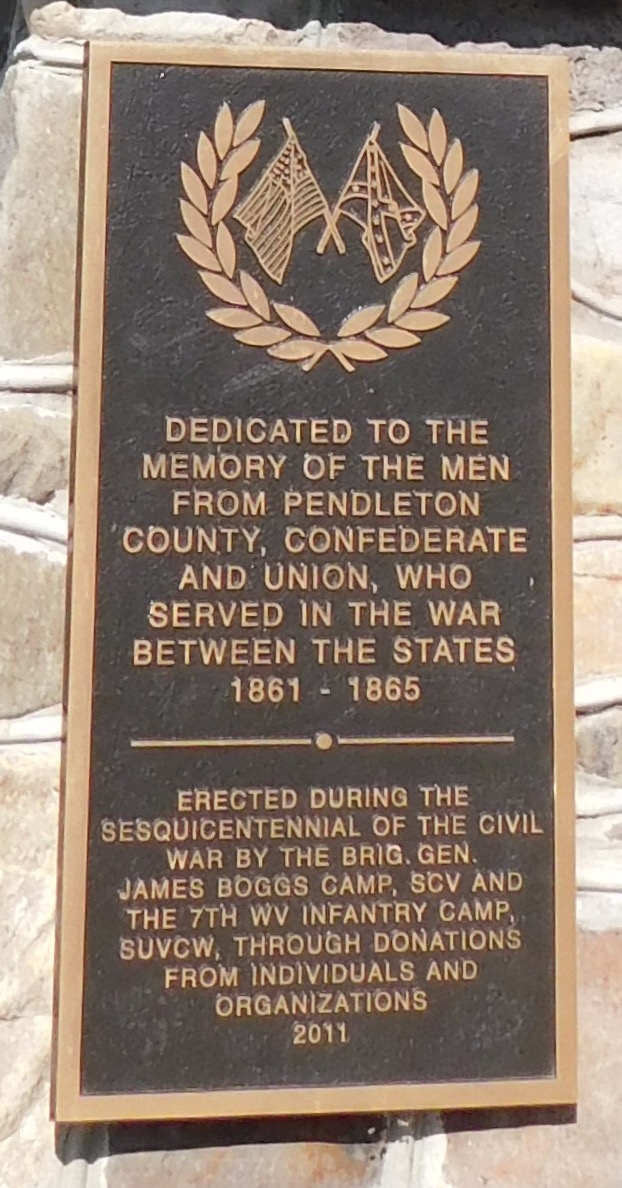 DEDICATED TO THE
MEMORY OF THE MEN
FROM PENDLETON
COUNTY, CONFEDERATE
AND UNION, WHO
SERVED IN THE WAR
BETWEEN THE STATES
1861 - 1865
ERECTED DURING THE
SESQUICENTENNIAL OF THE CIVIL
WAR BY THE BRIG. GEN.
JAMES BOGGS CAMP, SCV AND
THE 7TH WV INFANTRY CAMP,
SUVCW, THROUGH DONATIONS
FROM INDIVIDUALS AND
ORGANIZATIONS
2011